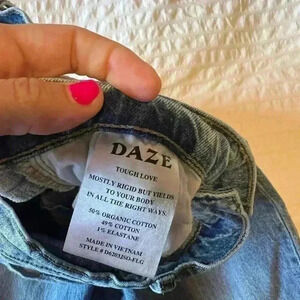 DAZE
TOUGH LOVE
MOSTLY RIGID BUT YIELDS
TO YOUR BODY
IN ALL THE RIGHT WAYS.
50% ORGANIC COTTON
49% COTTON
1% ELASTANE
MADE IN VIETNAM